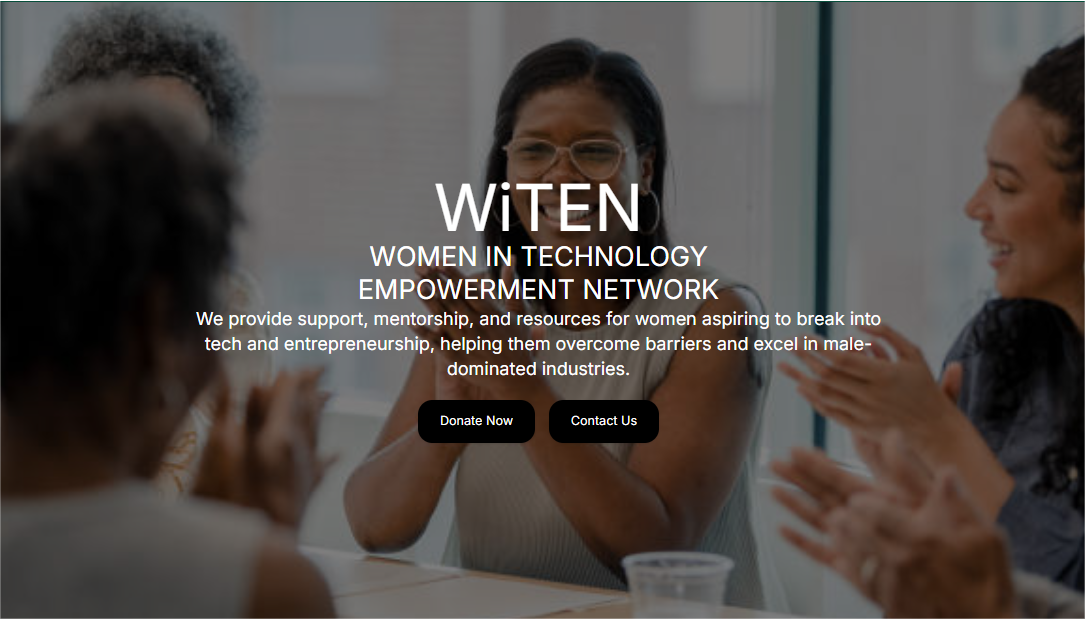 WiTEN
WOMEN IN TECHNOLOGY
EMPOWERMENT NETWORK
We provide support, mentorship, and resources for women aspiring to break into
tech and entrepreneurship, helping them overcome barriers and excel in male-
dominated industries.
Donate Now
Contact Us